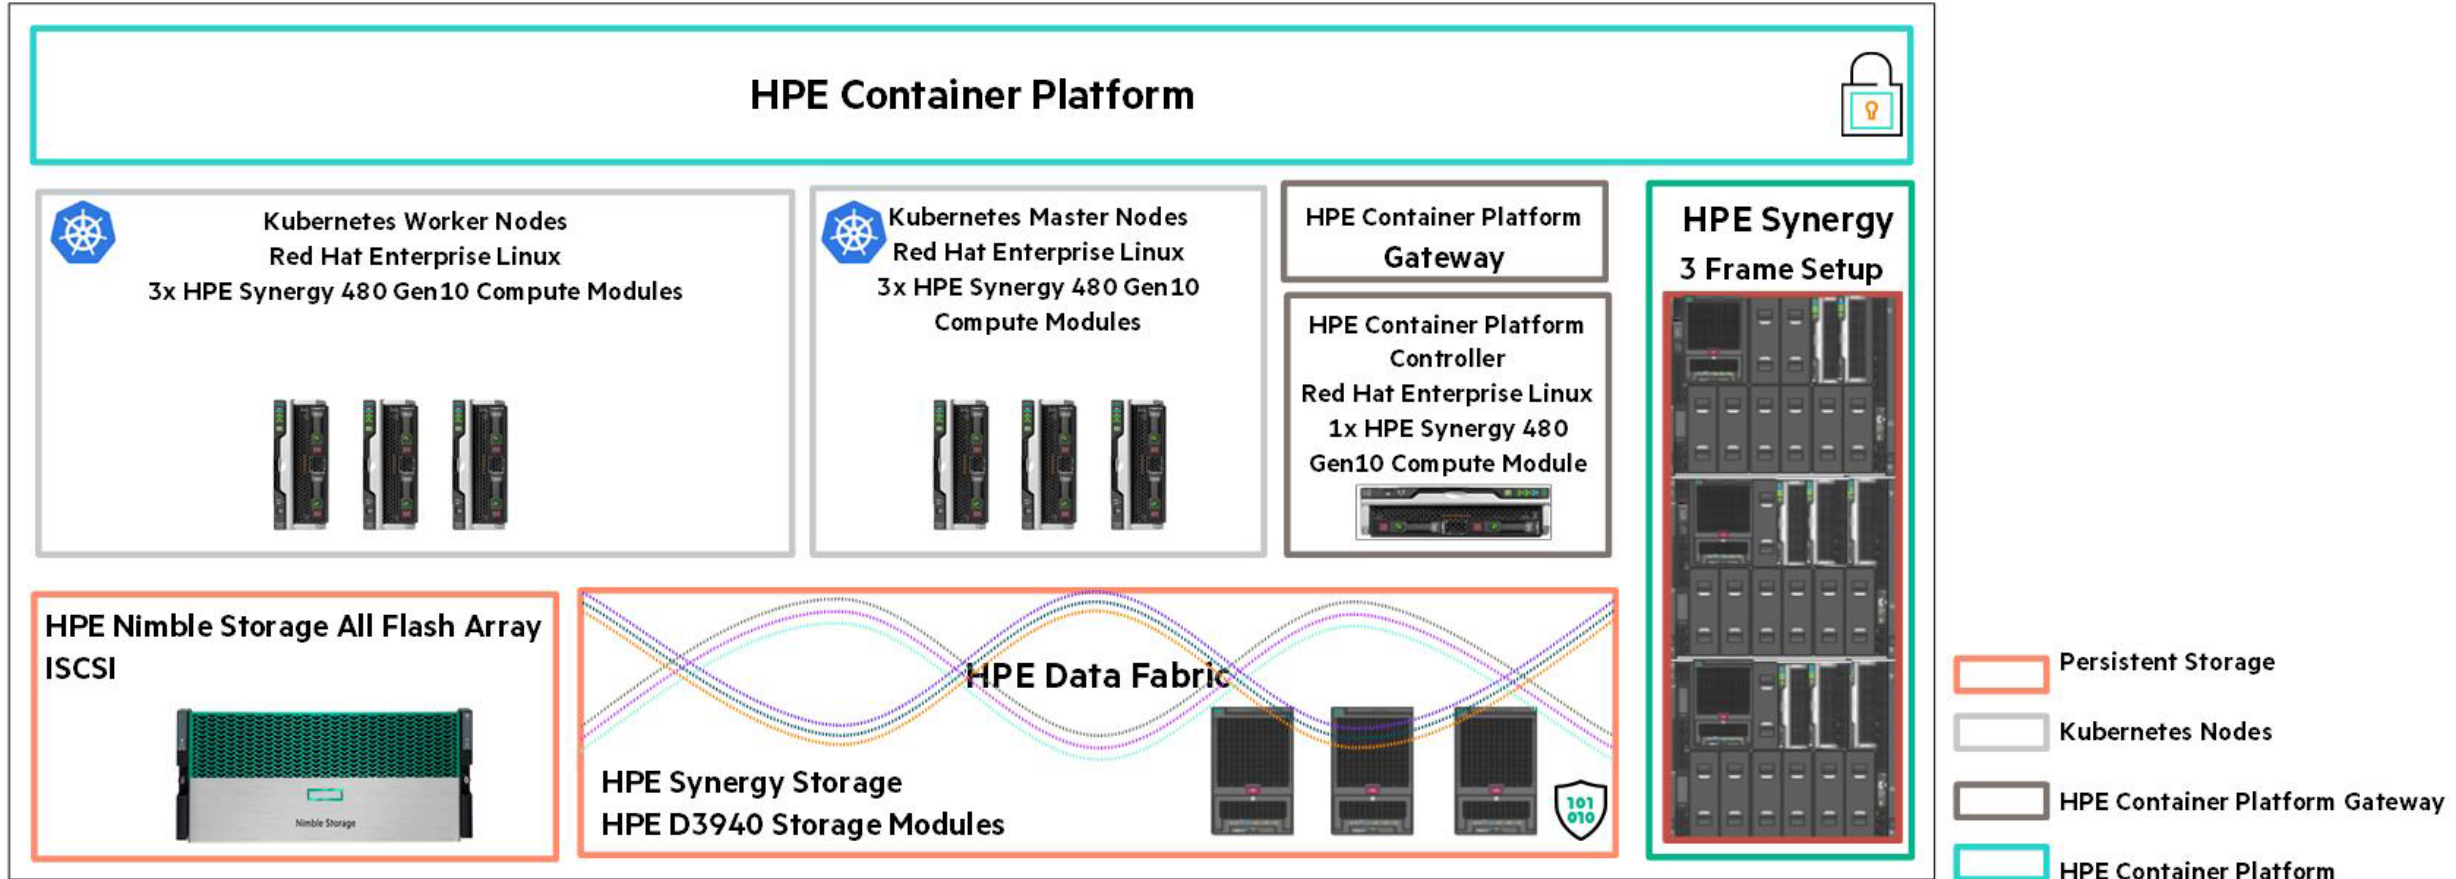 HPE Container Platform
Kubernetes Worker Nodes
Red Hat Enterprise Linux
3x HPE Synergy 480 Gen10 Compute Modules
Kubernetes Master Nodes
Red Hat Enterprise Linux
3x HPE Synergy 480 Gen10
Compute Modules
HPE Container Platform
Gateway
HPE Container Platform
Controller
Red Hat Enterprise Linux
1x HPE Synergy 480
Gen10 Compute Module
HPE Synergy
3 Frame Setup
HPE Nimble Storage All Flash Array
ISCSI
Nimble Storage
HPE Data Fabric
HPE Synergy Storage
HPE D3940 Storage Modules
101
010
Persistent Storage
Kubernetes Nodes
HPE Container Platform Gateway
HPE Container Platform